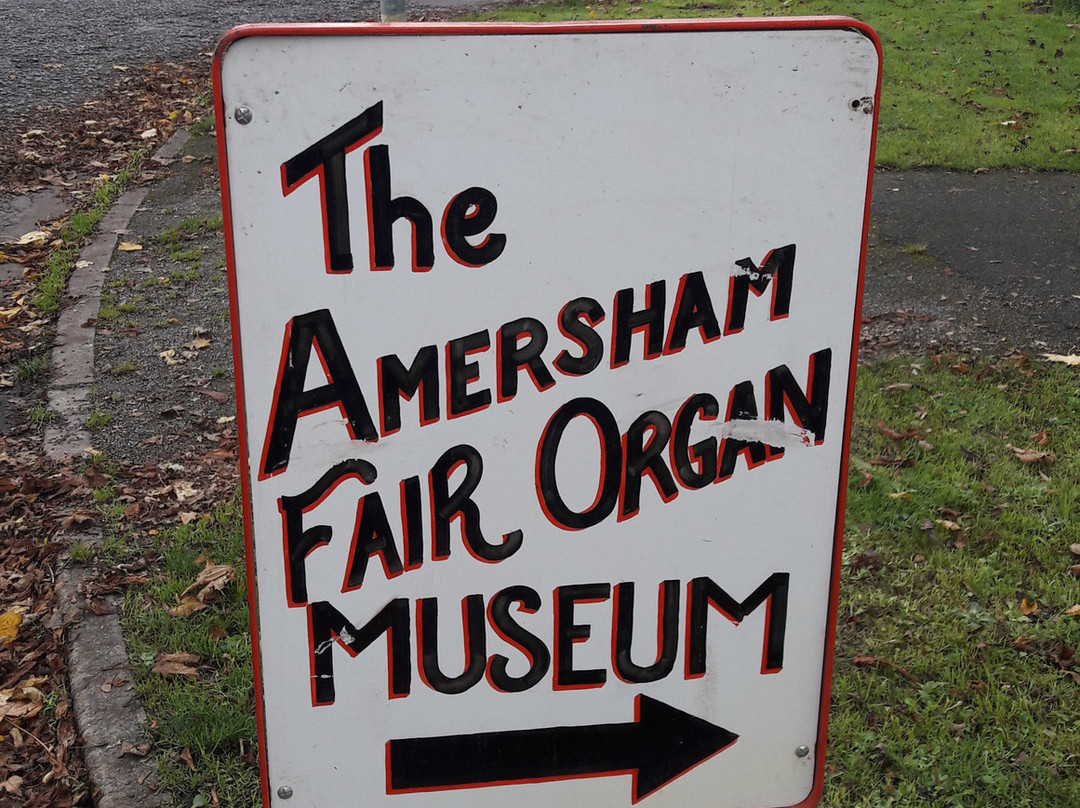 The
AMERSHAM
FAIR ORGAN
MUSEUM